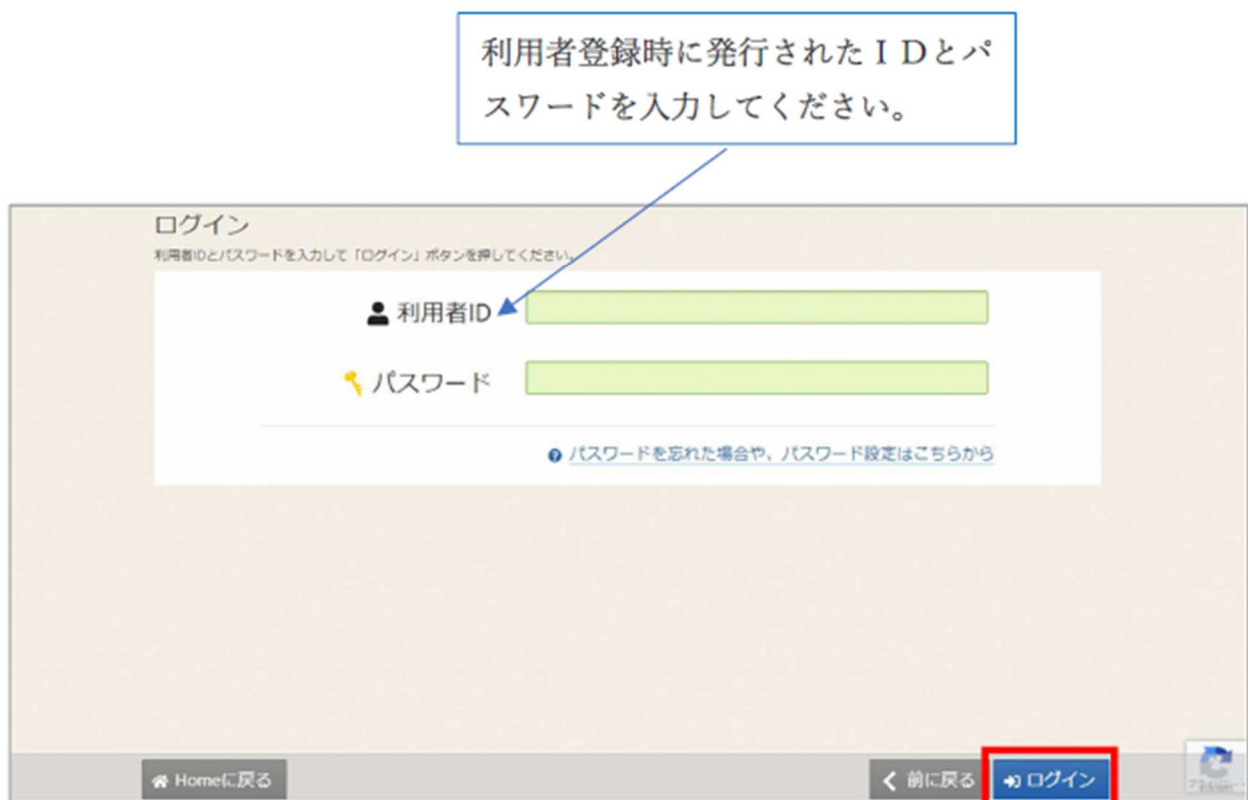 利用者登録時に発行されたＩＤとパ
スワードを入力してください。
ログイン
利用者IDとパスワードを入力して「ログイン」ボタンを押してください。
利用者ID
パスワード
パスワードを忘れた場合や、パスワード設定はこちらから
Homeに戻る
前に戻る
ログイン